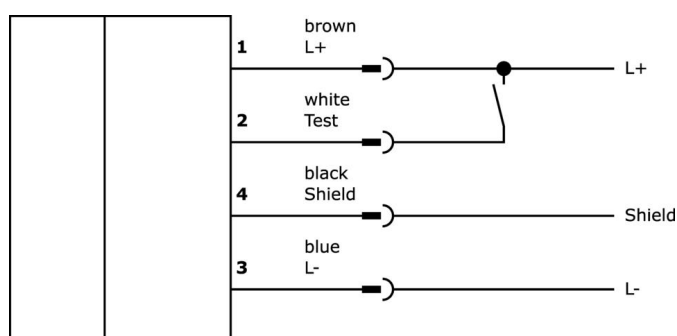 brown
1 L+ L+
white
2 Test
black
4 Shield Shield
blue
3 L- L-